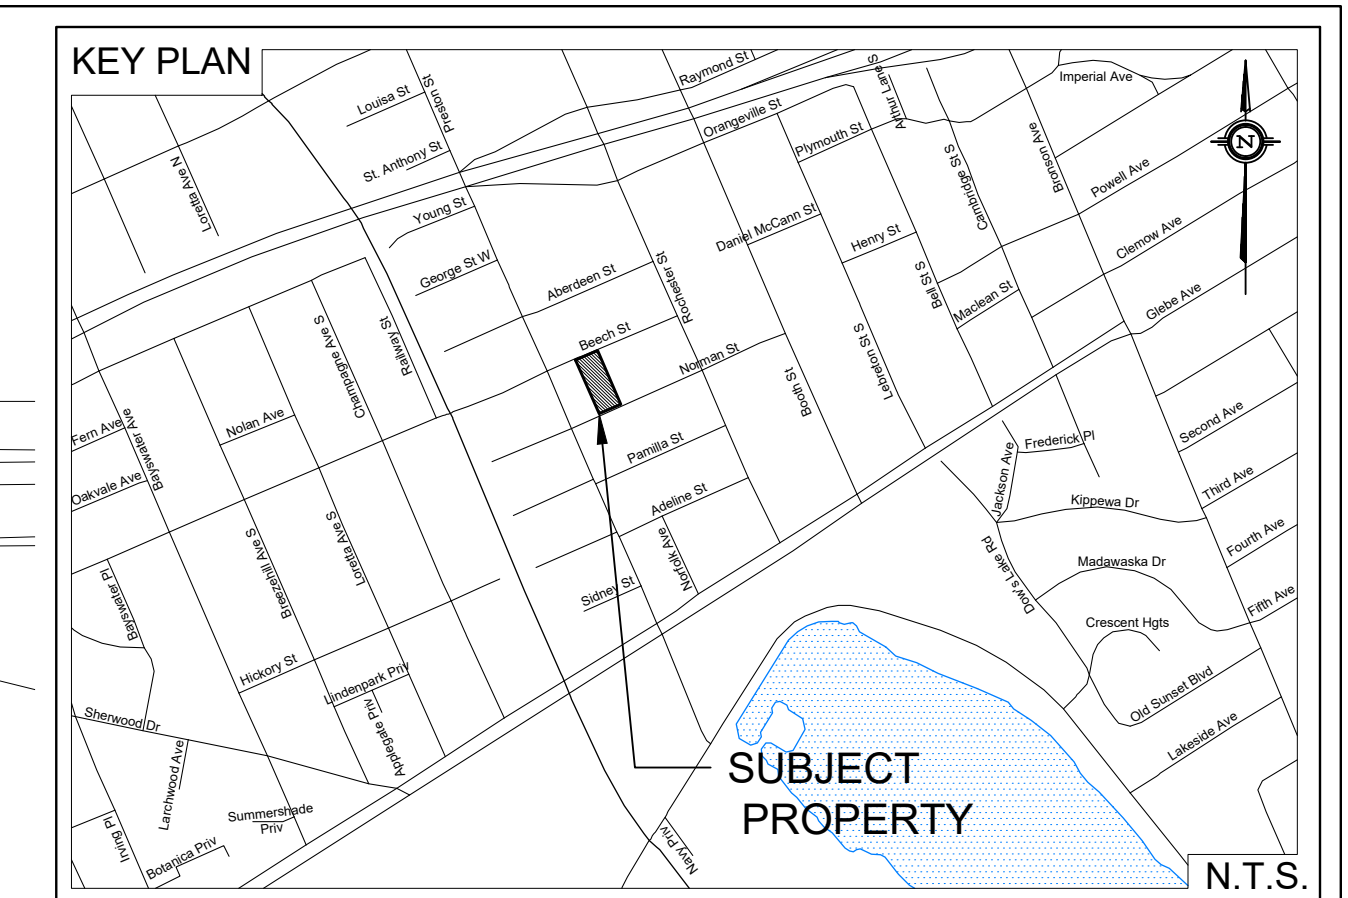 KEY PLAN
Raymond St
Imperial Ave
Louisa St
Preston St
Arthur Lane S
Orangeville St
Plymouth St
Bronson Ave
St. Anthony St
Loretta Ave N
Cambridge St S
Powell Ave
N
Young St
Daniel McCann St
Henry St
Clemow Ave
George St W
Aberdeen St
Rochester St
Bell St S
Maclean St
Glebe Ave
Champagne Ave S
Railway St
Beech St
Norman St
Lebreton St S
Booth St
Fern Ave
Bayswater Ave
Nolan Ave
Second Ave
Pamilla St
Frederick Pl
Jackson Ave
Oakvale Ave
Adeline St
Kippewa Dr
Third Ave
Breezehill Ave S
Loretta Ave S
Norfolk Ave
Fourth Ave
Bayswater Pl
Sidney St
Dow's Lake Rd
Madawaska Dr
Fifth Ave
Crescent Hgts
Hickory St
Lindenpark Priv
Old Sunset Blvd
Sherwood Dr
Applegate Priv
Lakeside Ave
Larchwood Ave
SUBJECT
PROPERTY
Summershade
Priv
Irving Pl
Botanica Priv
Navy Priv
N.T.S.